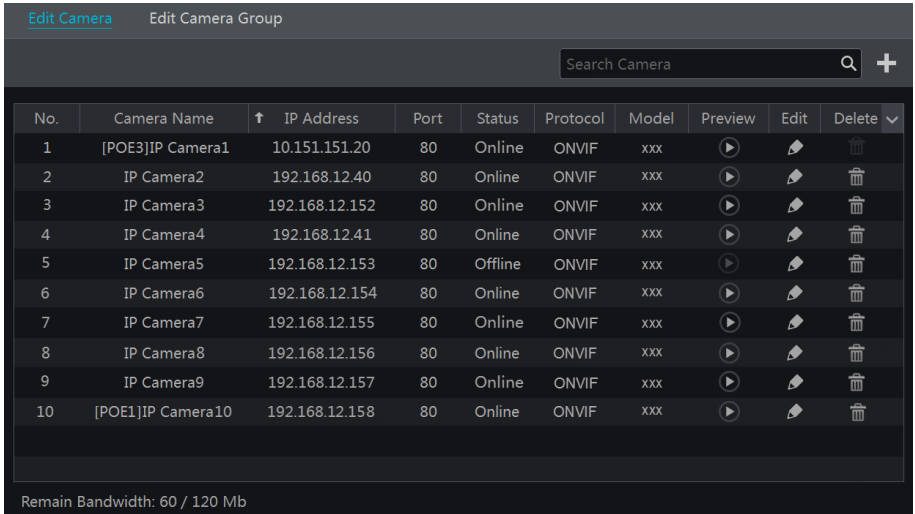 Edit Camera Edit Camera Group
Search Camera
No. Camera Name IP Address Port Status Protocol Model Preview Edit Delete
1 [POE3]IP Camera1 10.151.151.20 80 Online ONVIF xxx
2 IP Camera2 192.168.12.40 80 Online ONVIF xxx
3 IP Camera3 192.168.12.152 80 Online ONVIF xxx
4 IP Camera4 192.168.12.41 80 Online ONVIF xxx
5 IP Camera5 192.168.12.153 80 Offline ONVIF xxx
6 IP Camera6 192.168.12.154 80 Online ONVIF xxx
7 IP Camera7 192.168.12.155 80 Online ONVIF xxx
8 IP Camera8 192.168.12.156 80 Online ONVIF xxx
9 IP Camera9 192.168.12.157 80 Online ONVIF xxx
10 [POE1]IP Camera10 192.168.12.158 80 Online ONVIF xxx
Remain Bandwidth: 60 / 120 Mb